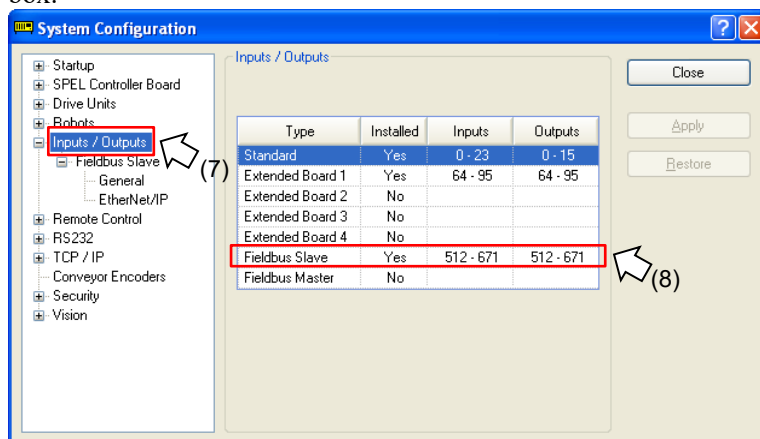 box.
System Configuration
Startup
SPEL Controller Board
Drive Units
Robots
Inputs / Outputs
Fieldbus Slave
General
EtherNet/IP
Remote Control
RS232
TCP / IP
Conveyor Encoders
Security
Vision
(7)
Inputs / Outputs
Type Installed Inputs Outputs
Standard Yes 0 - 23 0 - 15
Extended Board 1 Yes 64 - 95 64 - 95
Extended Board 2 No
Extended Board 3 No
Extended Board 4 No
Fieldbus Slave Yes 512 - 671 512 - 671
Fieldbus Master No
(8)
Close
Apply
Restore